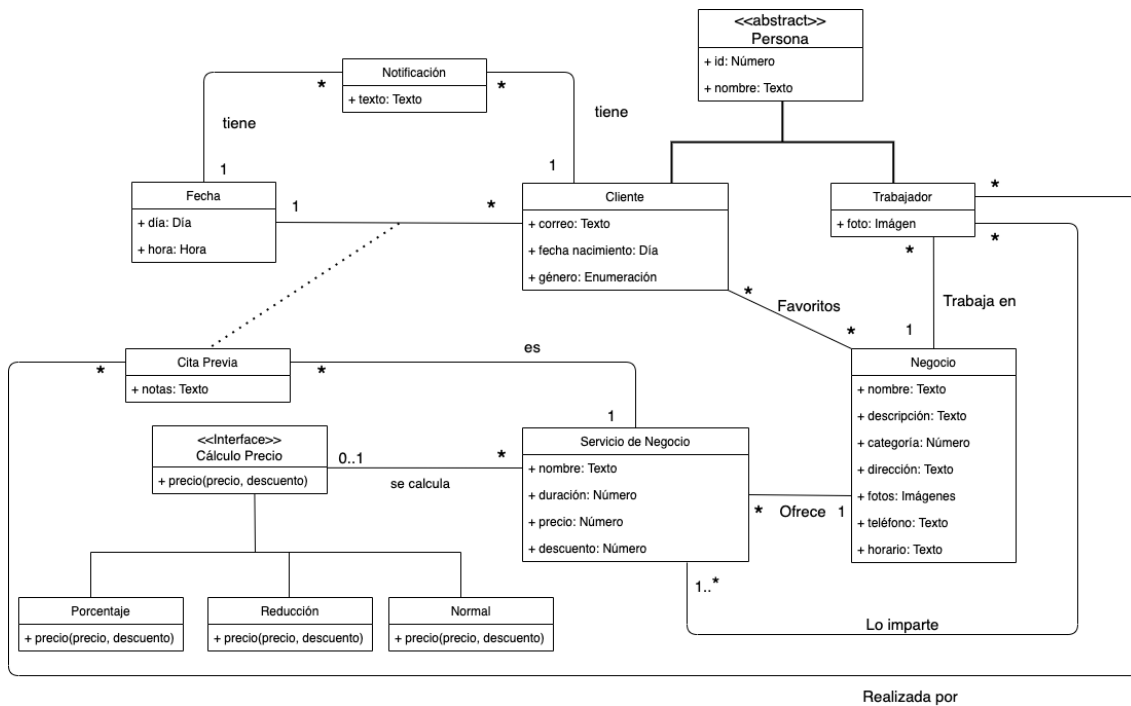 <<abstract>>
Persona
+ id: Número
+ nombre: Texto
Notificación
+ texto: Texto
*
*
tiene
tiene
1
1
Fecha
+ día: Día
+ hora: Hora
1
*
Cliente
+ correo: Texto
+ fecha nacimiento: Día
+ género: Enumeración
Trabajador
+ foto: Imágen
*
*
*
Trabaja en
1
*
Favoritos
*
Negocio
+ nombre: Texto
+ descripción: Texto
+ categoría: Número
+ dirección: Texto
+ fotos: Imágenes
+ teléfono: Texto
+ horario: Texto
Cita Previa
+ notas: Texto
*
*
es
1
<<Interface>>
Cálculo Precio
+ precio(precio, descuento)
0..1
*
se calcula
Servicio de Negocio
+ nombre: Texto
+ duración: Número
+ precio: Número
+ descuento: Número
* Ofrece 1
1..*
Lo imparte
Porcentaje
+ precio(precio, descuento)
Reducción
+ precio(precio, descuento)
Normal
+ precio(precio, descuento)
Realizada por